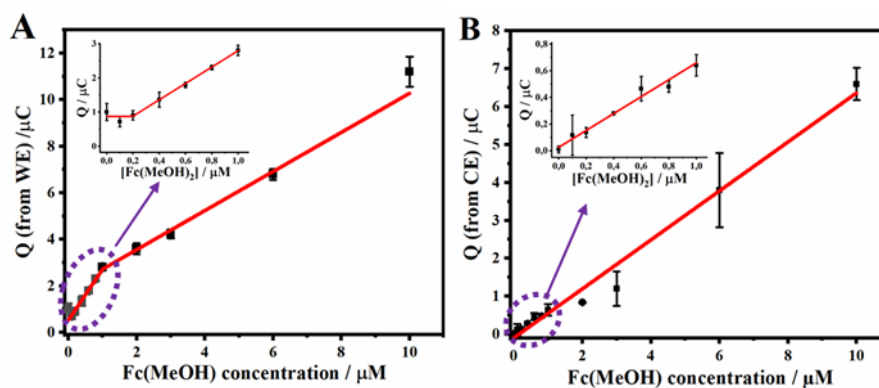 A
Q (from WE) /μC
12
10
8
6
4
2
0
0 2 4 6 8 10
Fc(MeOH) concentration / μM
Q / μC
3
2
1
0
0,0 0,2 0,4 0,6 0,8 1,0
[Fc(MeOH)₂] / μM
B
Q (from CE) /μC
8
7
6
5
4
3
2
1
0
0 2 4 6 8 10
Fc(MeOH) concentration / μM
Q / μC
0,8
0,6
0,4
0,2
0,0
0,0 0,2 0,4 0,6 0,8 1,0
[Fc(MeOH)₂] / μM